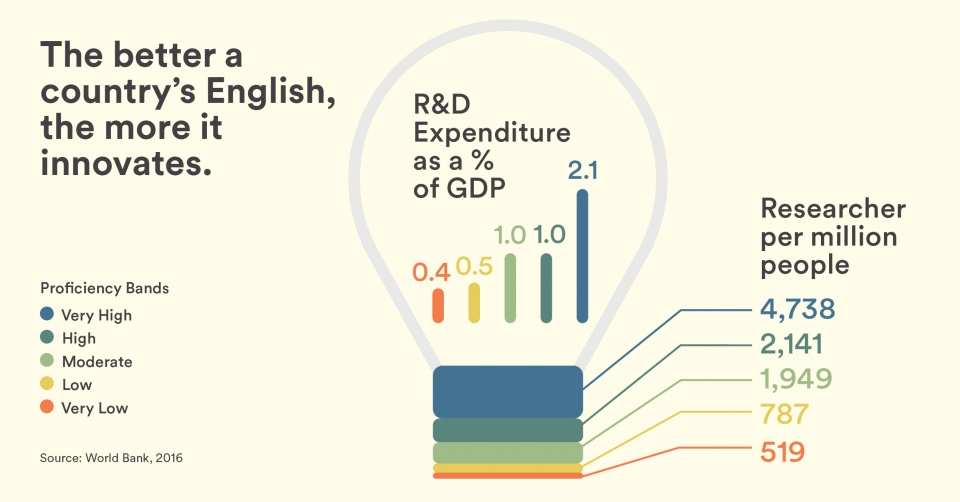 The better a
country’s English,
the more it
innovates.
R&D
Expenditure
as a %
of GDP
0.4
0.5
1.0
1.0
2.1
Researcher
per million
people
4,738
2,141
1,949
787
519
Proficiency Bands
Very High
High
Moderate
Low
Very Low
Source: World Bank, 2016